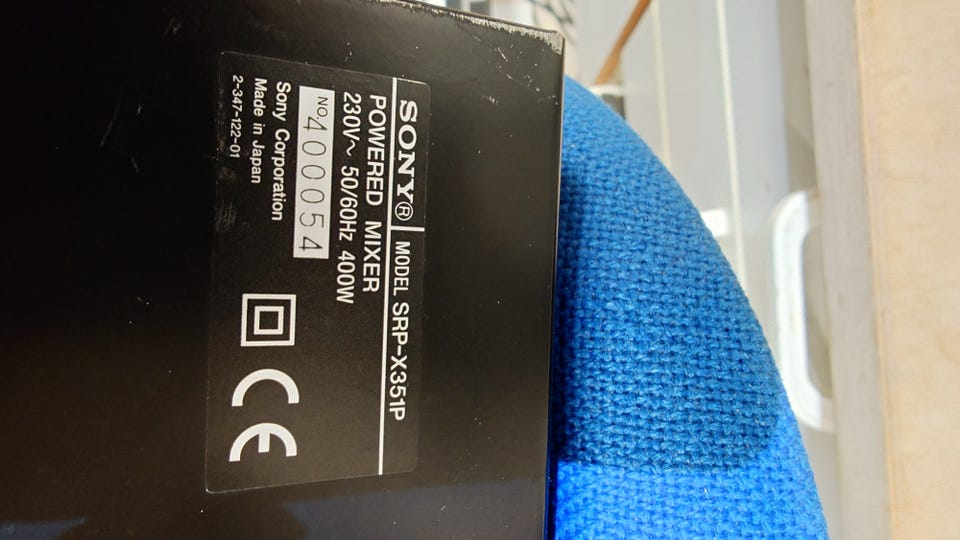 SONY® MODEL SRP-X351P
POWERED MIXER
230V~ 50/60Hz 400W
NO. 400054
Sony Corporation
Made in Japan
2-347-122-01
CE